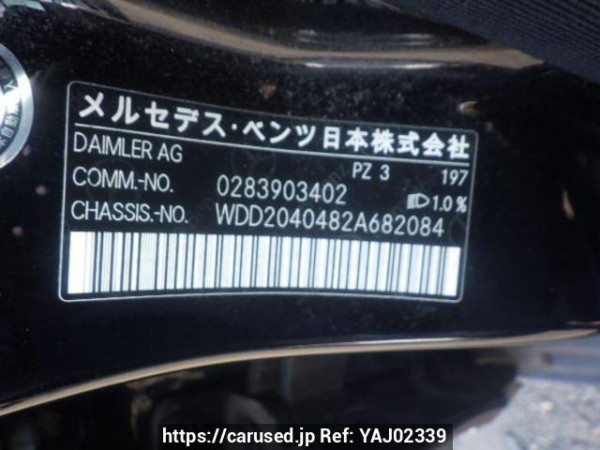 メルセデス・ベンツ日本株式会社
DAIMLER AG PZ 3 197
COMM.-NO. 0283903402 1.0%
CHASSIS.-NO. WDD2040482A682084
https://carused.jp Ref: YAJ02339